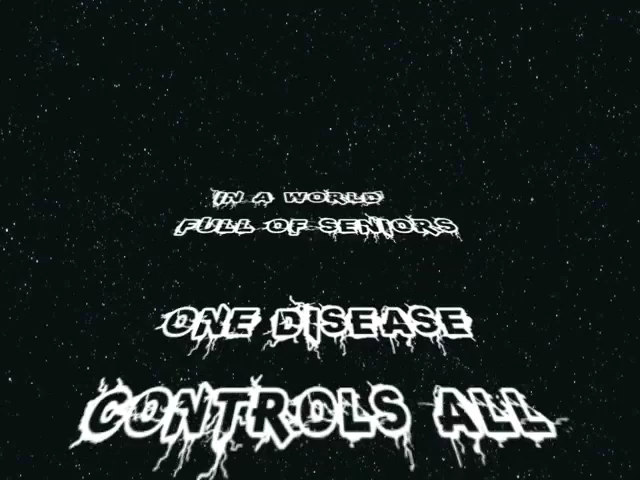 IN A WORLD
FULL OF SENIORS
ONE DISEASE
CONTROLS ALL